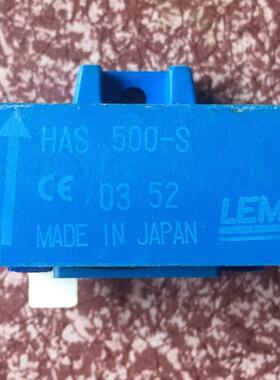 HAS 500-S
CE 03 52
LEM
MADE IN JAPAN